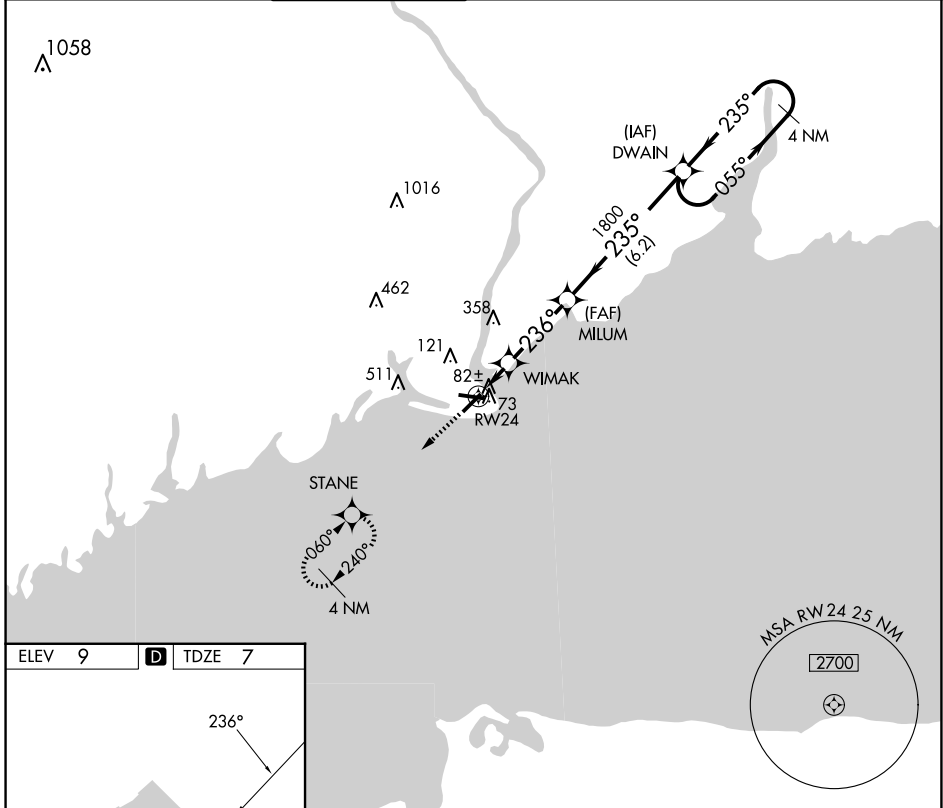 1058
(IAF)
DWAIN
235°
4 NM
055°
1016
1800
235°
(6.2)
462
358
(FAF)
MILUM
236°
121
511
82±
WIMAK
73
RW24
STANE
060°
240°
4 NM
MSA RW24 25 NM
2700
ELEV 9 D TDZE 7
236°